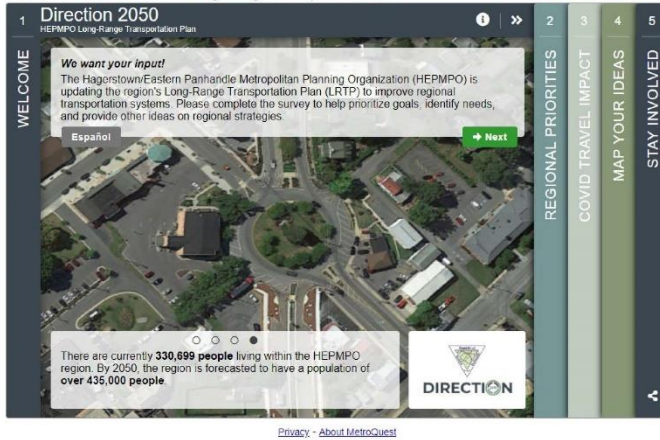 1
Direction 2050
HEPMPO Long-Range Transportation Plan
WELCOME
We want your input!
The Hagerstown/Eastern Panhandle Metropolitan Planning Organization (HEPMPO) is
updating the region's Long-Range Transportation Plan (LRTP) to improve regional
transportation systems. Please complete the survey to help prioritize goals, identify needs,
and provide other ideas on regional strategies.
Español
Next
There are currently 330,699 people living within the HEPMPO
region. By 2050, the region is forecasted to have a population of
over 435,000 people.
DIRECTION
2
REGIONAL PRIORITIES
3
COVID TRAVEL IMPACT
4
MAP YOUR IDEAS
5
STAY INVOLVED
Privacy - About MetroQuest